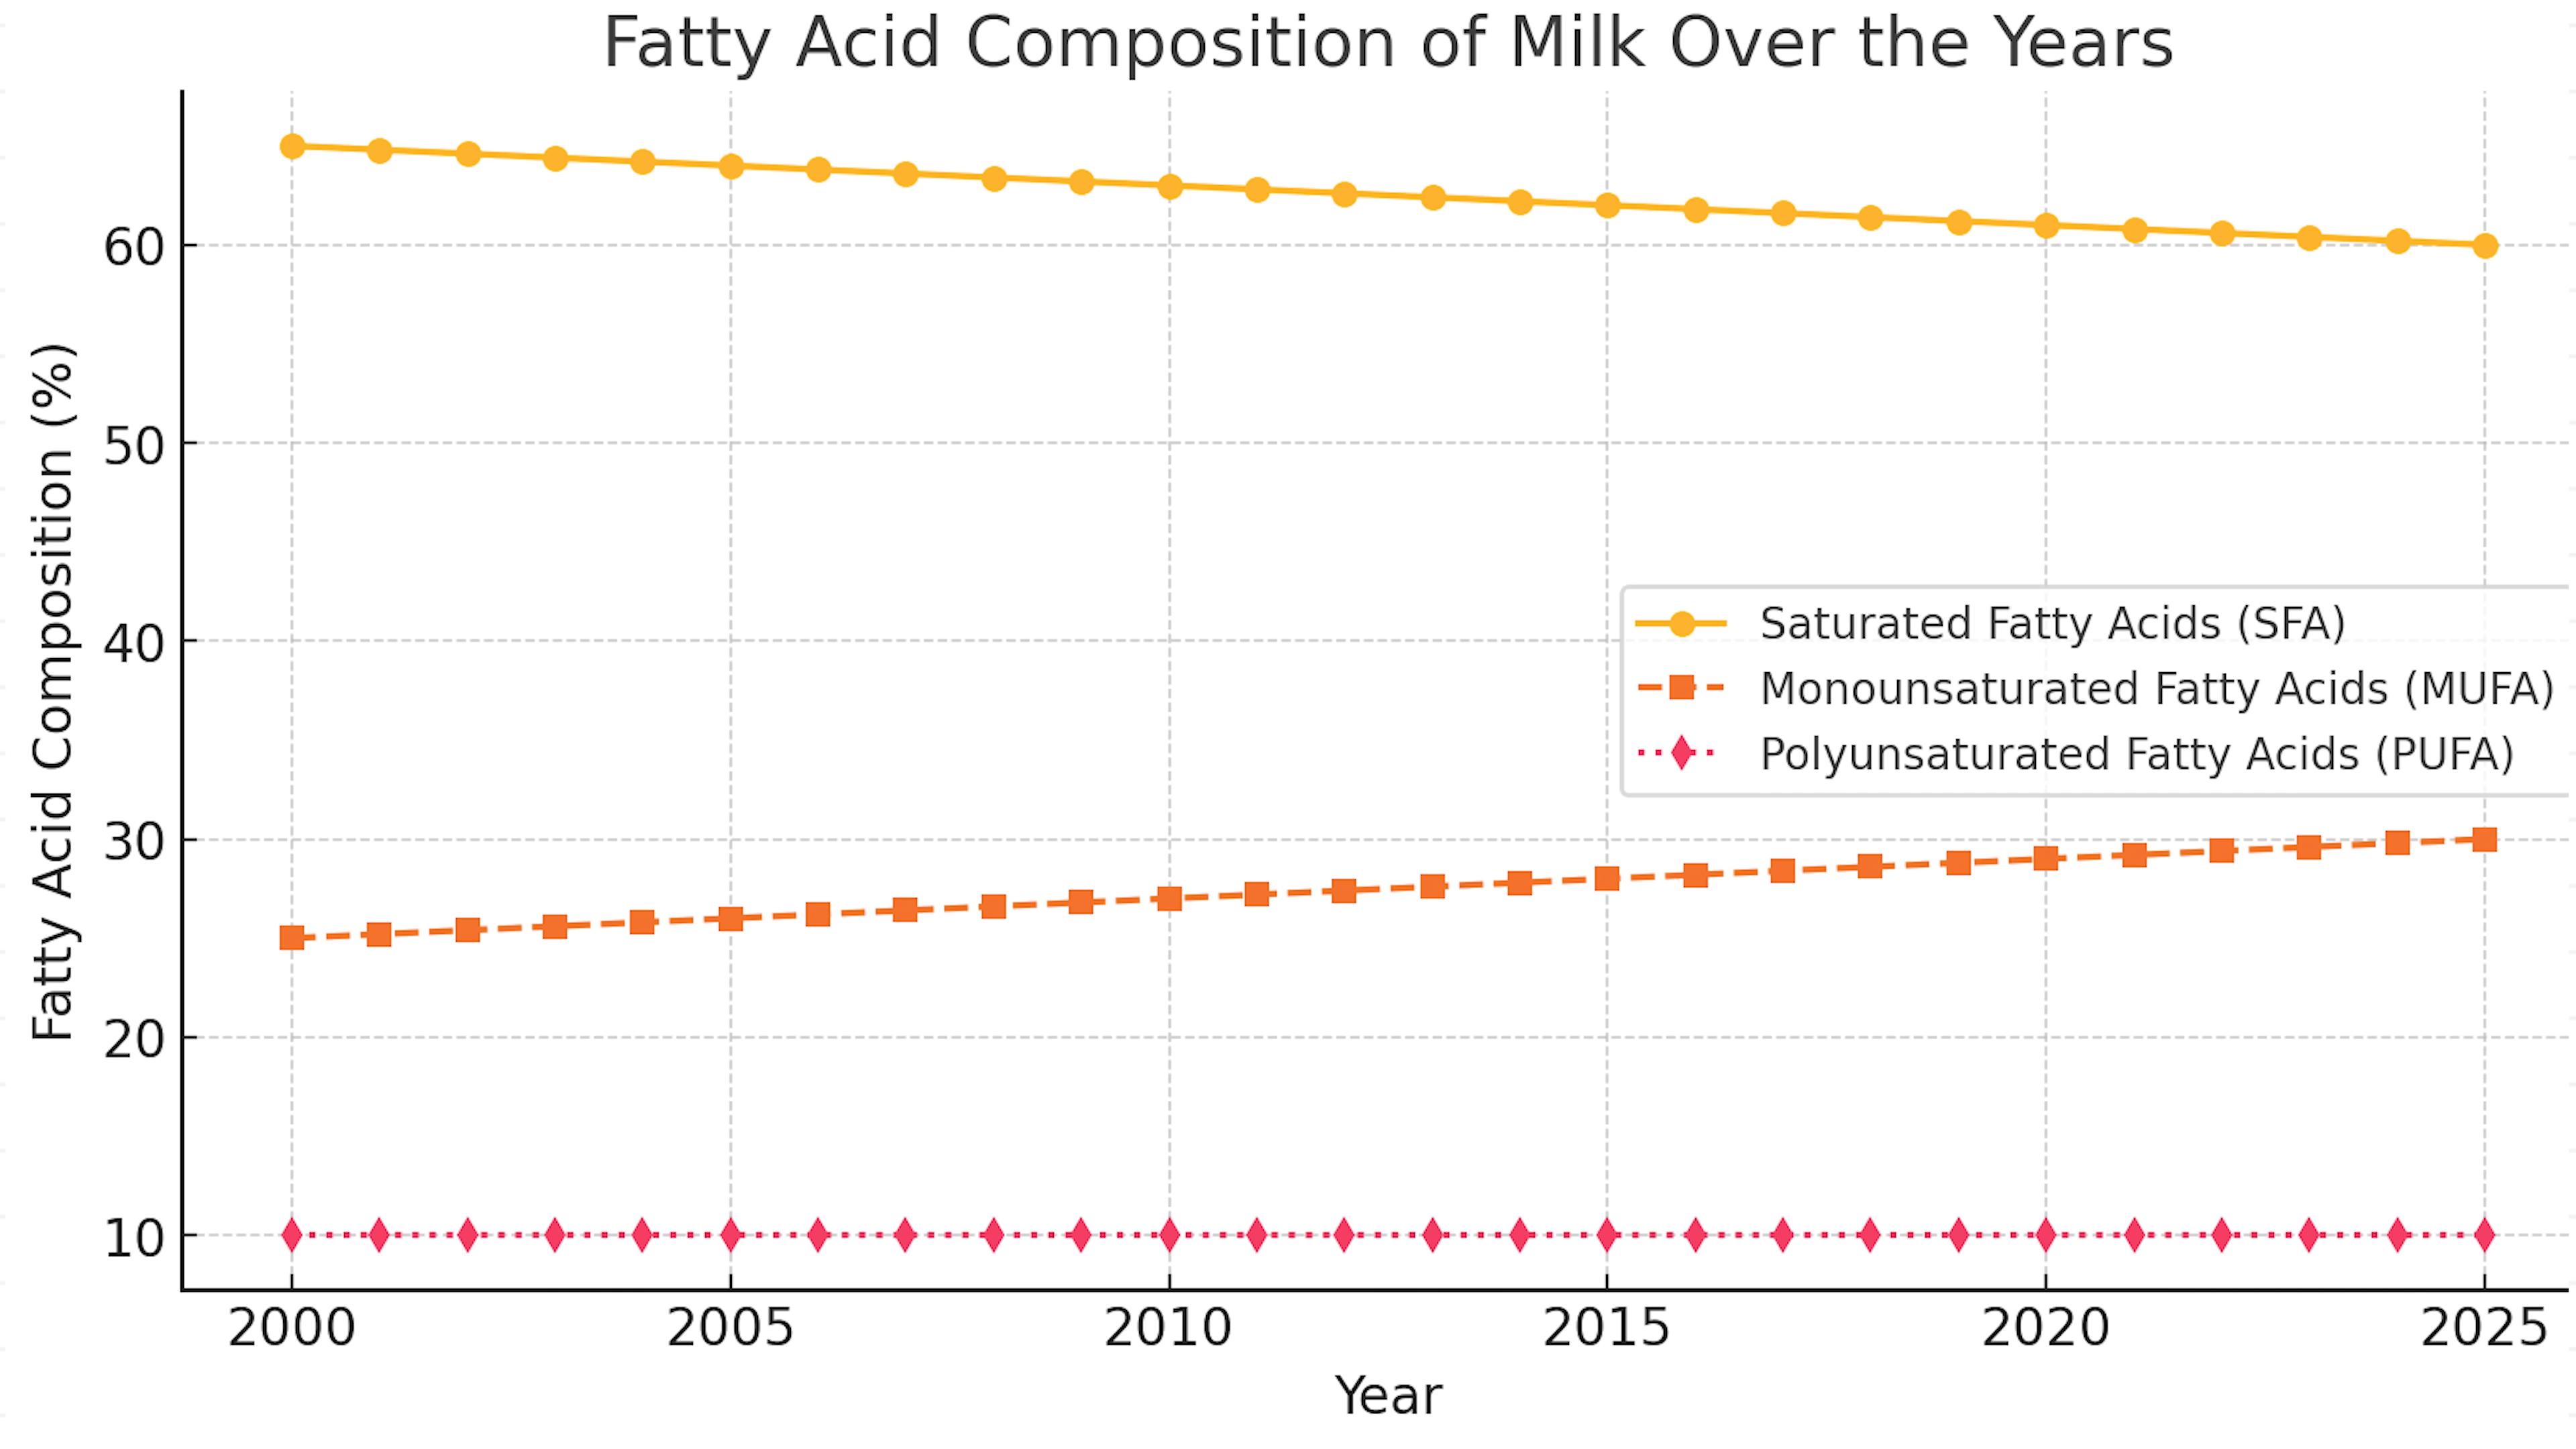 Fatty Acid Composition of Milk Over the Years
Fatty Acid Composition (%)
60
50
40
30
20
10
Saturated Fatty Acids (SFA)
Monounsaturated Fatty Acids (MUFA)
Polyunsaturated Fatty Acids (PUFA)
2000 2005 2010 2015 2020 2025
Year